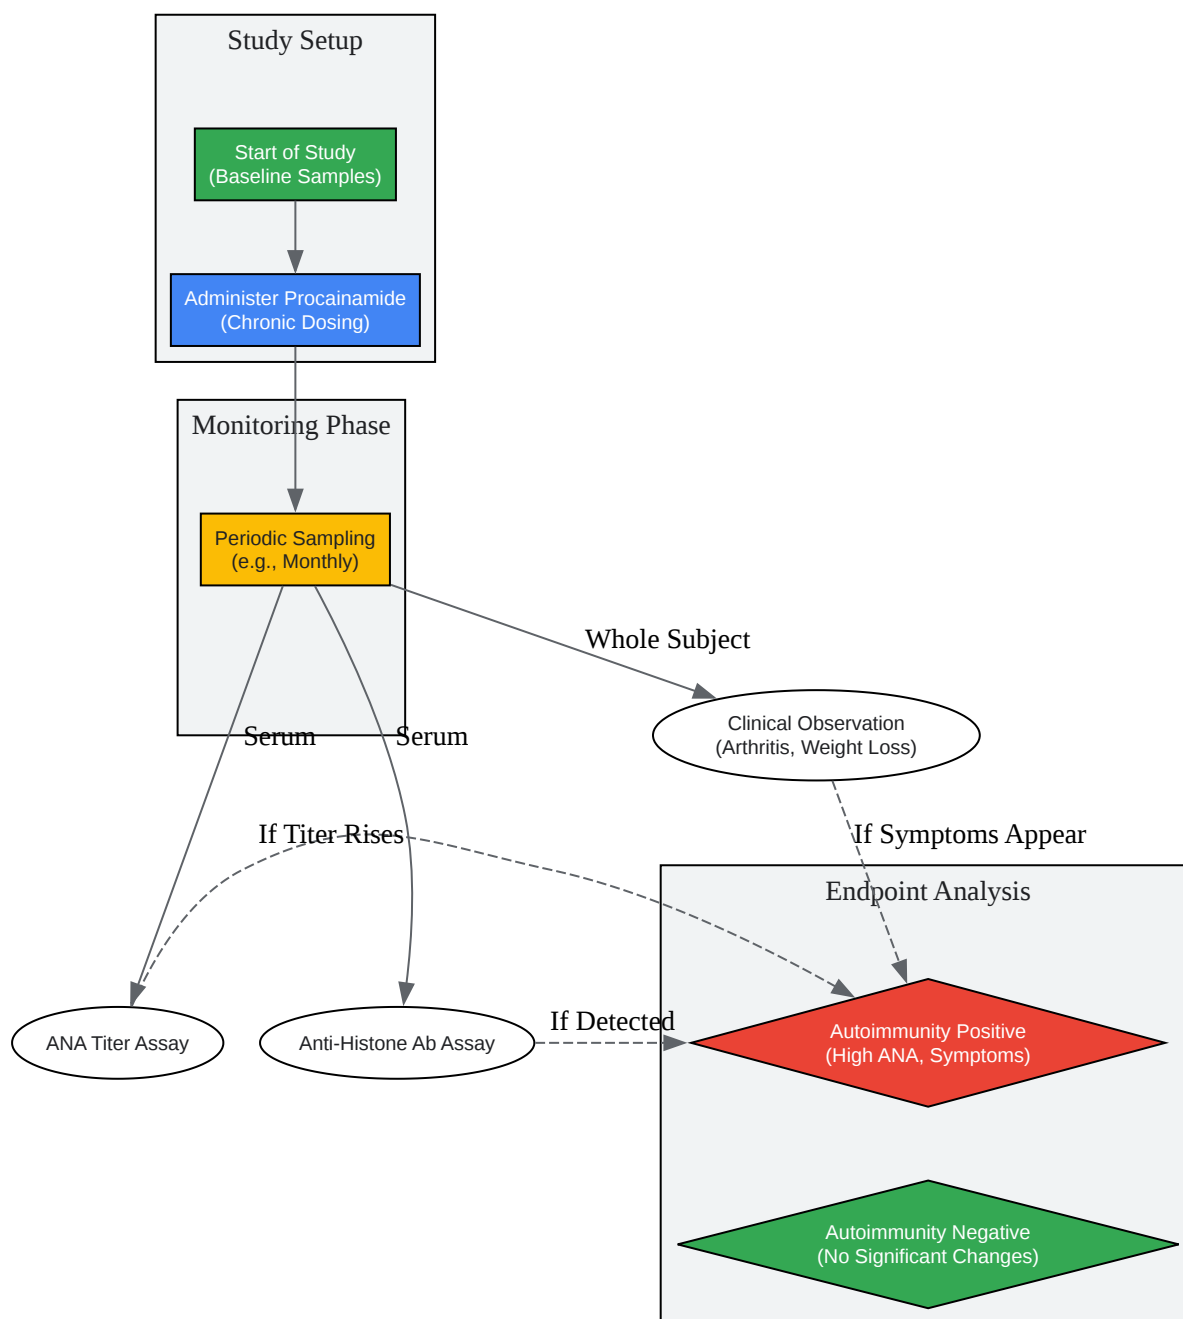 Study Setup
Start of Study
(Baseline Samples)
Administer Procainamide
(Chronic Dosing)
Monitoring Phase
Periodic Sampling
(e.g., Monthly)
Whole Subject
Serum
Serum
Clinical Observation
(Arthritis, Weight Loss)
If Titer Rises
If Symptoms Appear
Endpoint Analysis
ANA Titer Assay
Anti-Histone Ab Assay
If Detected
Autoimmunity Positive
(High ANA, Symptoms)
Autoimmunity Negative
(No Significant Changes)